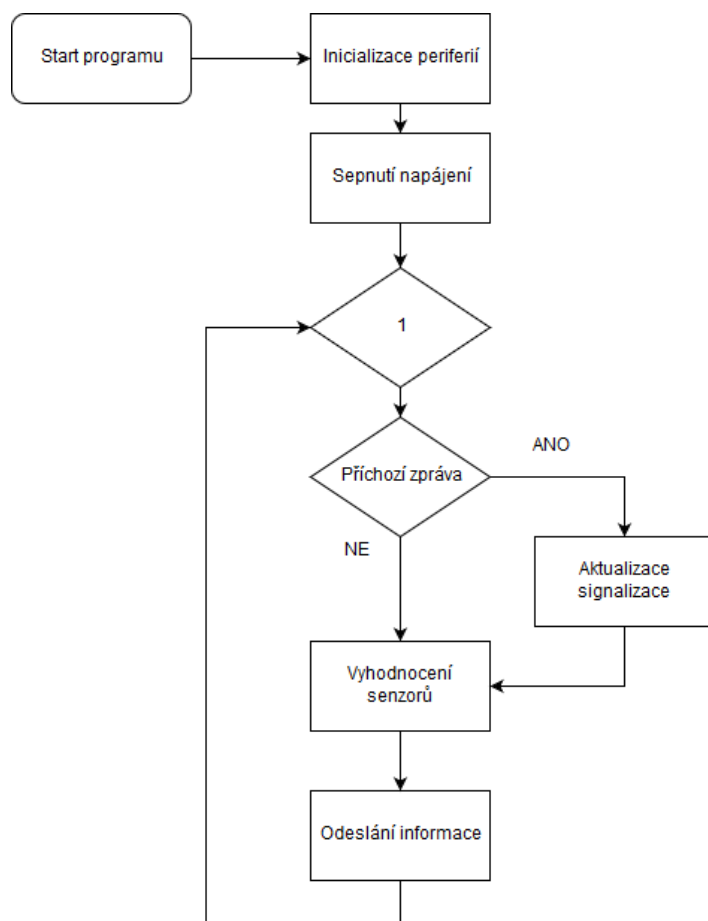 Start programu
Inicializace periferií
Sepnutí napájení
1
Příchozí zpráva
ANO
NE
Aktualizace
signalizace
Vyhodnocení
senzorů
Odeslání informace